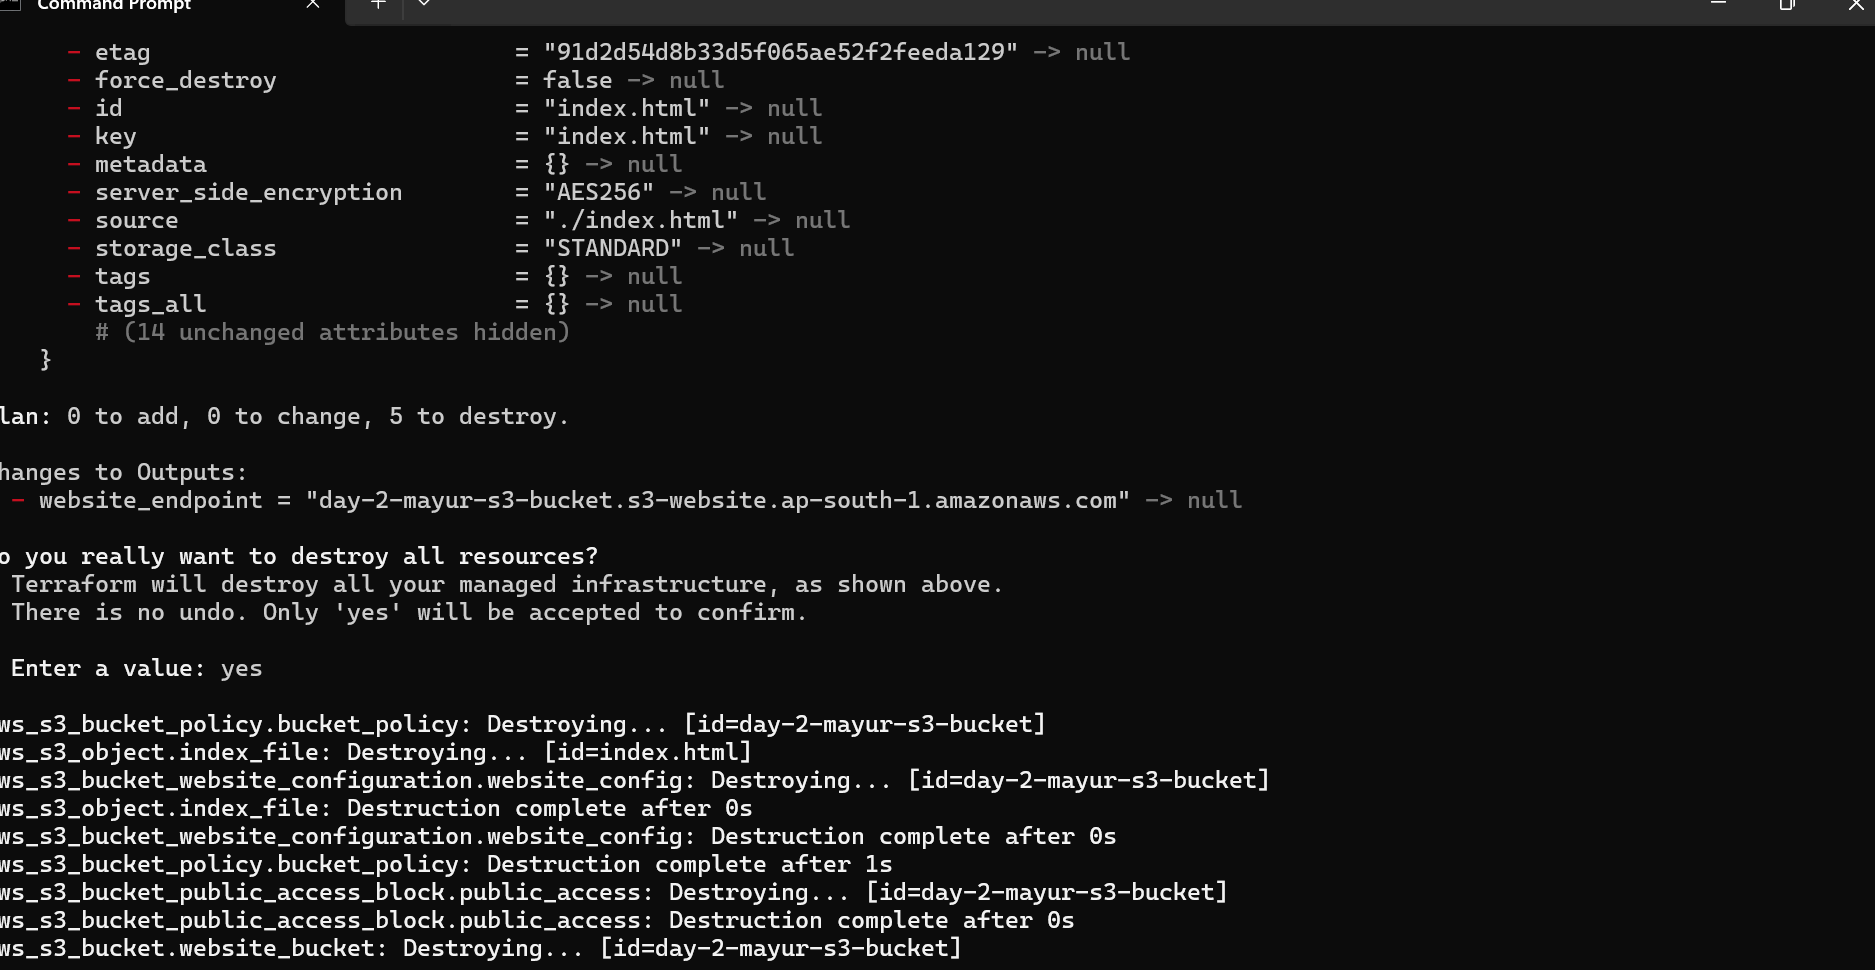 Command Prompt
- etag = "91d2d54d8b33d5f065ae52f2feeda129" -> null
- force_destroy = false -> null
- id = "index.html" -> null
- key = "index.html" -> null
- metadata = {} -> null
- server_side_encryption = "AES256" -> null
- source = "./index.html" -> null
- storage_class = "STANDARD" -> null
- tags = {} -> null
- tags_all = {} -> null
# (14 unchanged attributes hidden)
}
lan: 0 to add, 0 to change, 5 to destroy.
hanges to Outputs:
- website_endpoint = "day-2-mayur-s3-bucket.s3-website.ap-south-1.amazonaws.com" -> null
o you really want to destroy all resources?
Terraform will destroy all your managed infrastructure, as shown above.
There is no undo. Only 'yes' will be accepted to confirm.
Enter a value: yes
ws_s3_bucket_policy.bucket_policy: Destroying... [id=day-2-mayur-s3-bucket]
ws_s3_object.index_file: Destroying... [id=index.html]
ws_s3_bucket_website_configuration.website_config: Destroying... [id=day-2-mayur-s3-bucket]
ws_s3_object.index_file: Destruction complete after 0s
ws_s3_bucket_website_configuration.website_config: Destruction complete after 0s
ws_s3_bucket_policy.bucket_policy: Destruction complete after 1s
ws_s3_bucket_public_access_block.public_access: Destroying... [id=day-2-mayur-s3-bucket]
ws_s3_bucket_public_access_block.public_access: Destruction complete after 0s
ws_s3_bucket.website_bucket: Destroying... [id=day-2-mayur-s3-bucket]